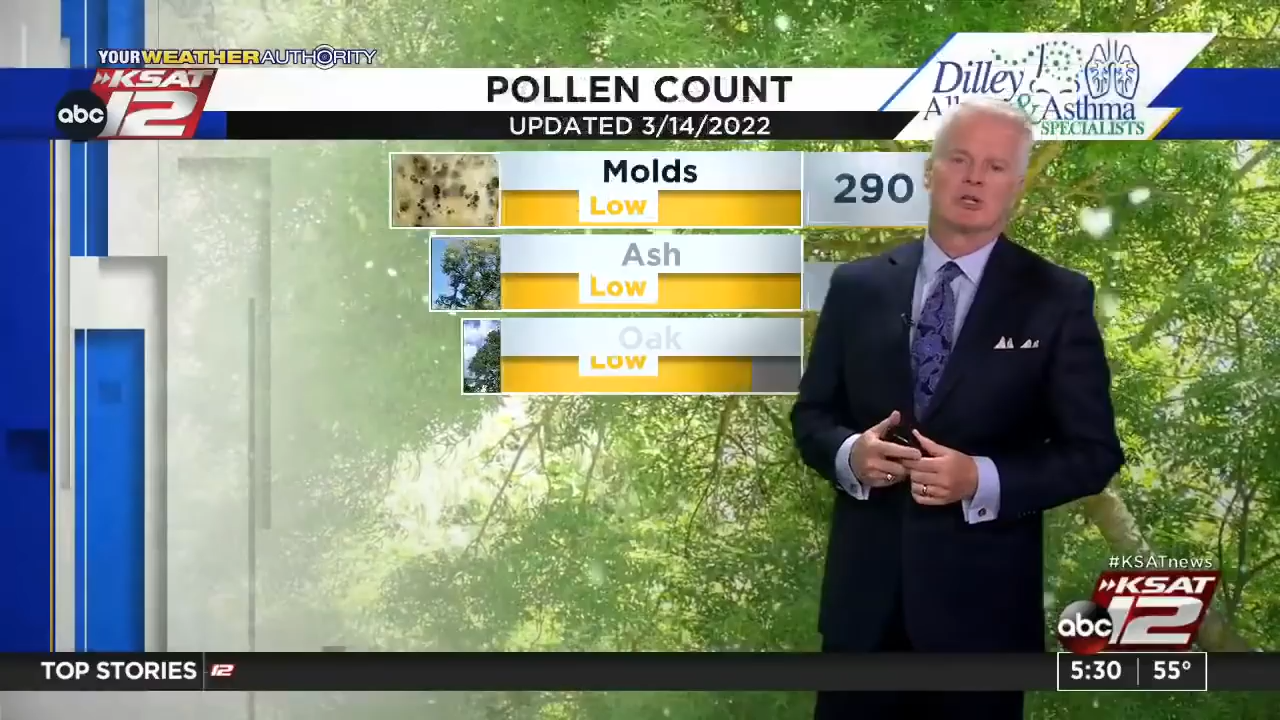 YOUR WEATHER AUTHORITY
KSAT
abc 12
POLLEN COUNT
UPDATED 3/14/2022
Dilley
& Asthma
SPECIALISTS
Molds
Low
290
Ash
Low
Oak
Low
#KSATnews
KSAT
abc 12
TOP STORIES 12
5:30 55°